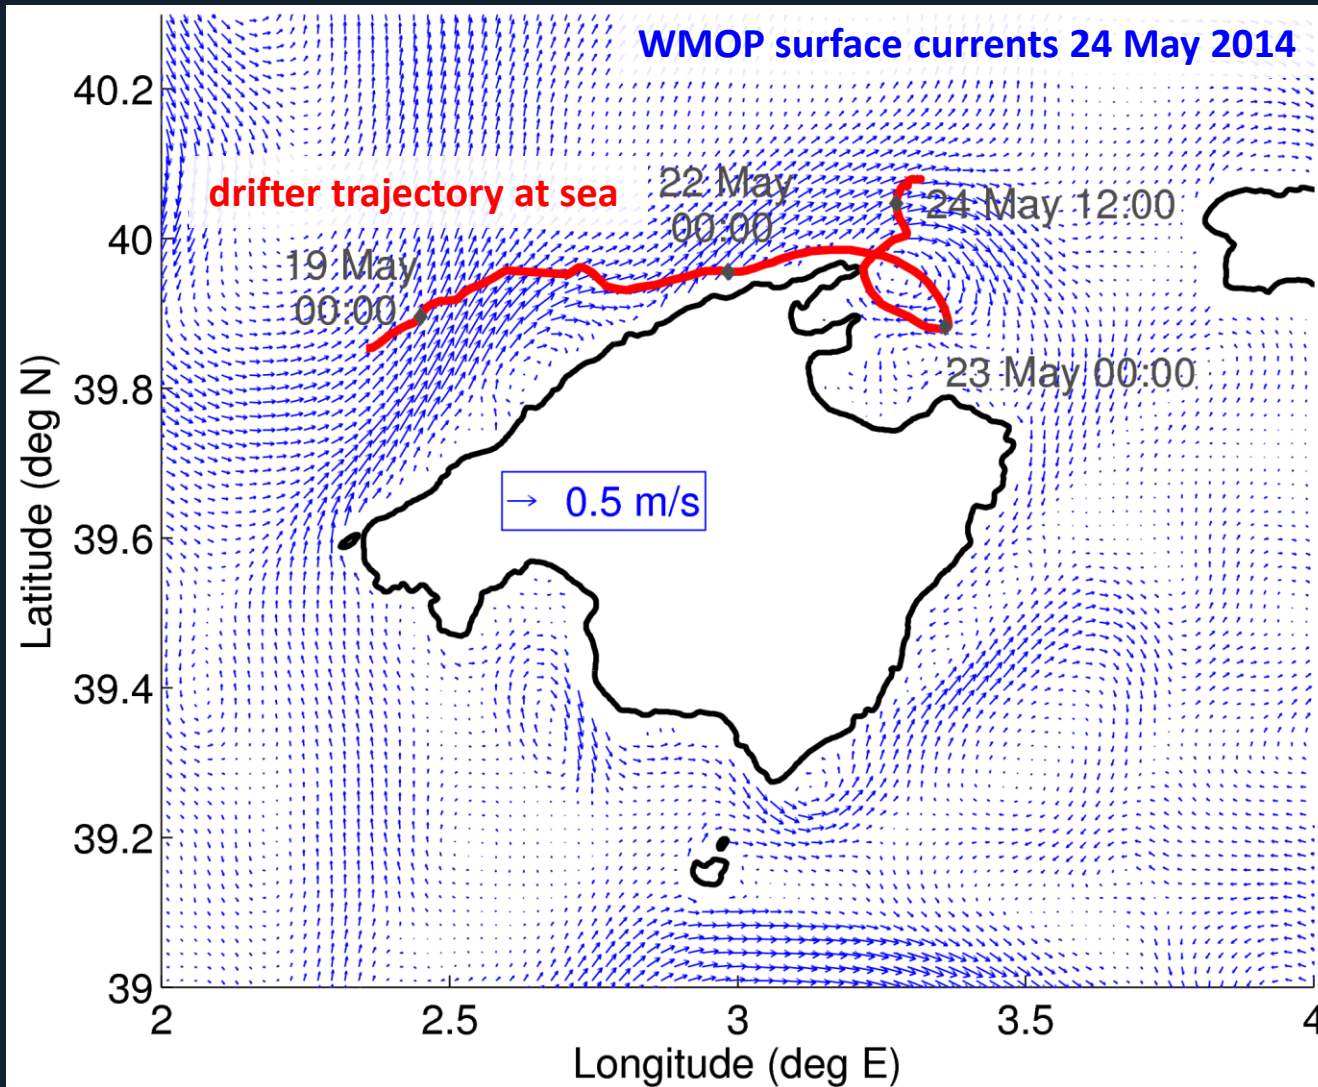 WMOP surface currents 24 May 2014
40.2
drifter trajectory at sea
22 May
00:00
24 May 12:00
40
19 May
00:00
23 May 00:00
39.8
Latitude (deg N)
0.5 m/s
39.6
39.4
39.2
39
2
2.5
3
3.5
4
Longitude (deg E)